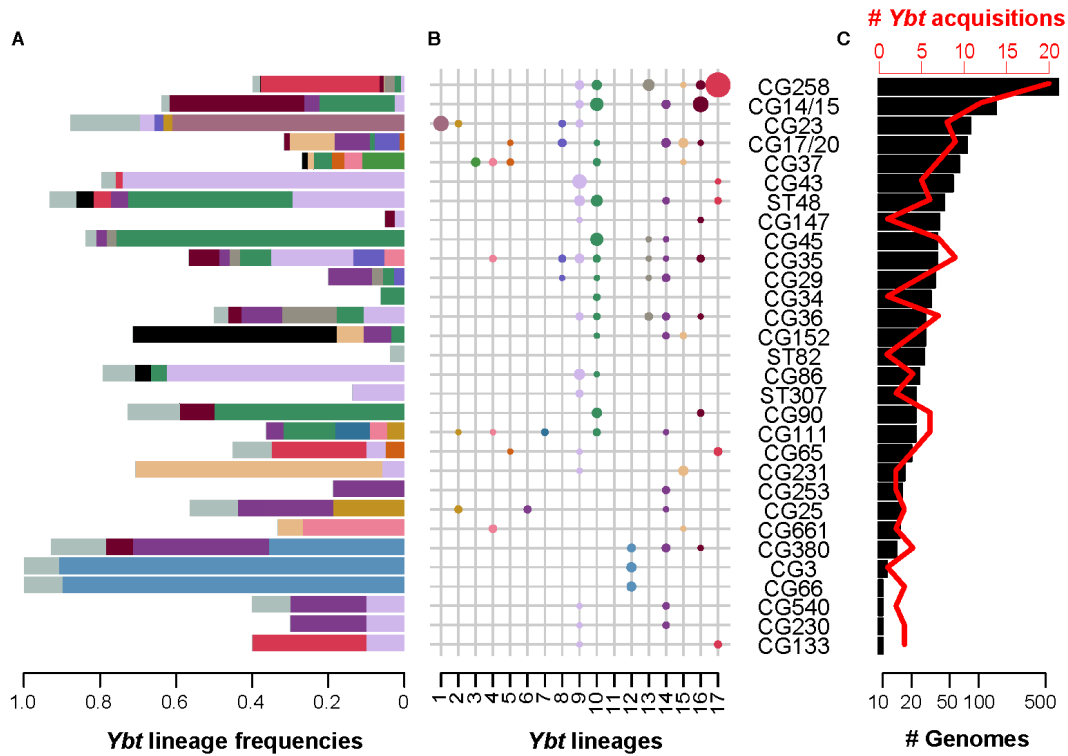 # Ybt acquisitions
A
B
C
0 5 10 15 20
CG258
CG14/15
CG23
CG17/20
CG37
CG43
ST48
CG147
CG45
CG35
CG29
CG34
CG36
CG152
ST82
CG86
ST307
CG90
CG111
CG65
CG231
CG253
CG25
CG661
CG380
CG3
CG66
CG540
CG230
CG133
1.0 0.8 0.6 0.4 0.2 0
1 2 3 4 5 6 7 8 9 10 11 12 13 14 15 16 17
10 20 50 100 500
Ybt lineage frequencies
Ybt lineages
# Genomes